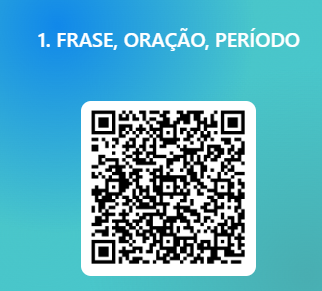 1. FRASE, ORAÇÃO, PERÍODO